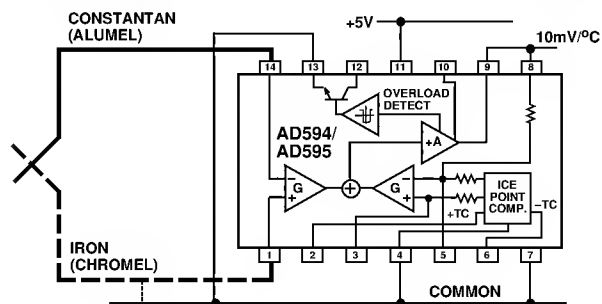 CONSTANTAN
(ALUMEL)
+5V
10mV/°C
14 13 12 11 10 9 8
OVERLOAD
DETECT
AD594/
AD595
+A
– –
G G
+ +
ICE
POINT
COMP.
–TC
+TC
1 2 3 4 5 6 7
IRON
(CHROMEL)
COMMON